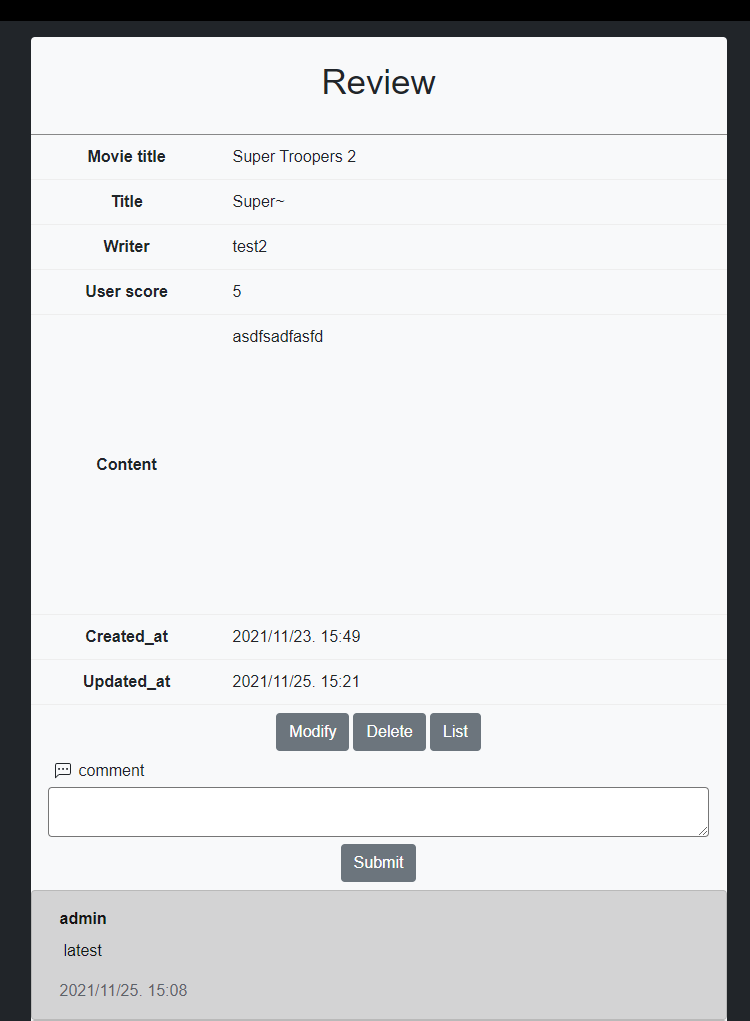 Review
Movie title Super Troopers 2
Title Super~
Writer test2
User score 5
asdfsadfasfd
Content
Created_at 2021/11/23. 15:49
Updated_at 2021/11/25. 15:21
Modify Delete List
comment
Submit
admin
latest
2021/11/25. 15:08